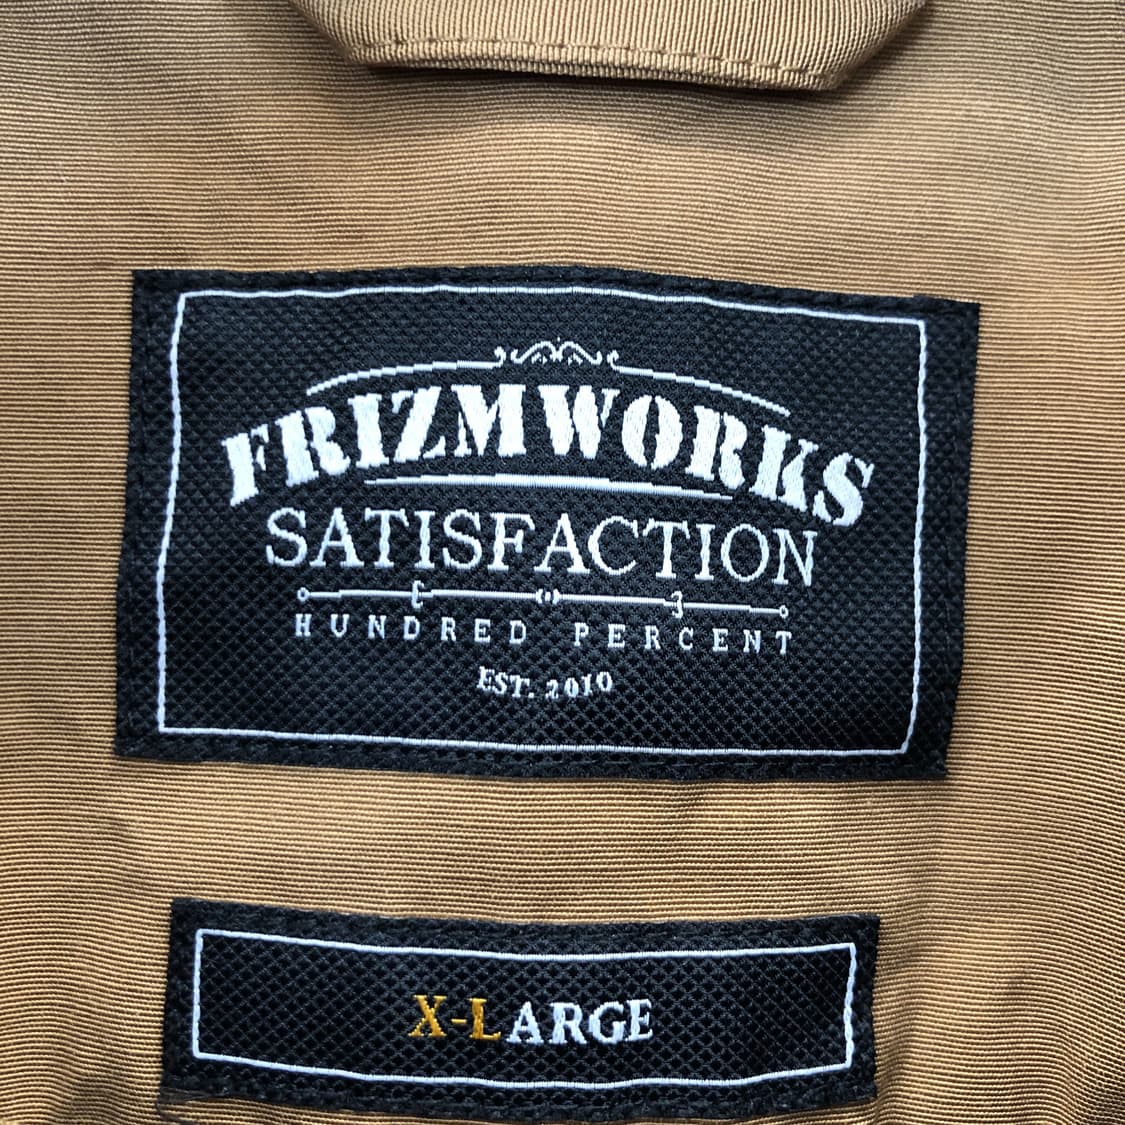 FRIZMWORKS
SATISFACTION
HUNDRED PERCENT
EST. 2010
X-LARGE